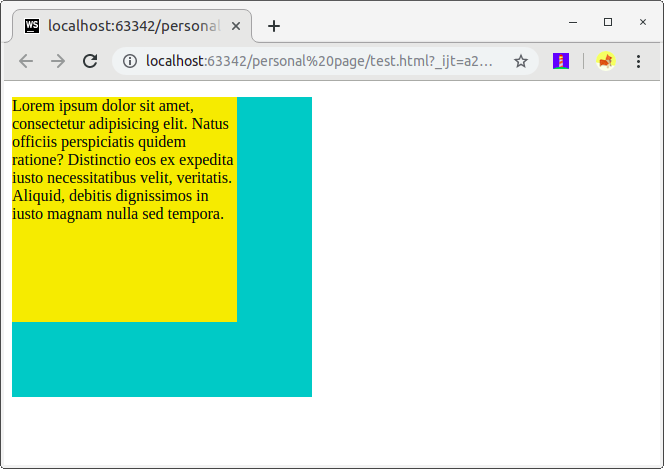 WS localhost:63342/personal
localhost:63342/personal%20page/test.html?_ijt=a2...
Lorem ipsum dolor sit amet,
consectetur adipisicing elit. Natus
officiis perspiciatis quidem
ratione? Distinctio eos ex expedita
iusto necessitatibus velit, veritatis.
Aliquid, debitis dignissimos in
iusto magnam nulla sed tempora.